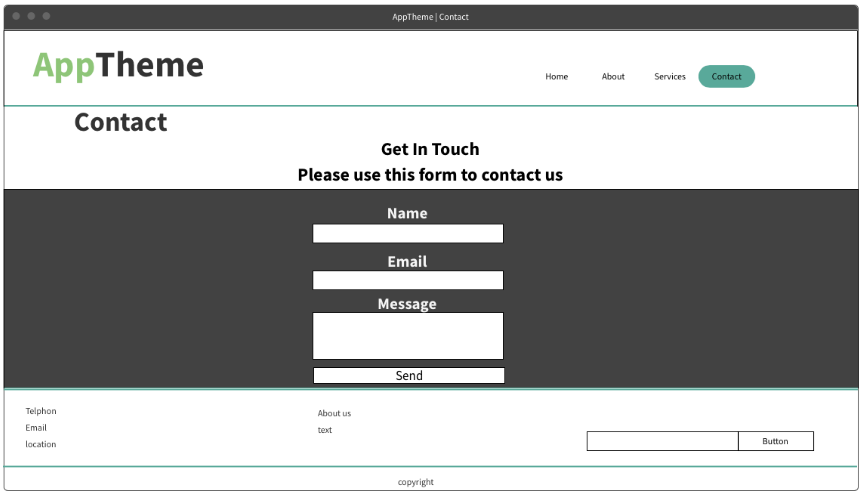 AppTheme | Contact
AppTheme
Home About Services Contact
Contact
Get In Touch
Please use this form to contact us
Name
Email
Message
Send
Telphon
Email
location
About us
text
Button
copyright